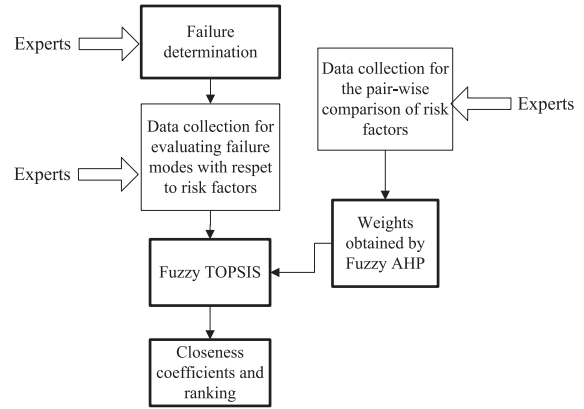 Experts
Failure
determination
Data collection for
the pair-wise
comparison of risk
factors
Experts
Data collection for
evaluating failure
modes with respet
to risk factors
Experts
Weights
obtained by
Fuzzy AHP
Fuzzy TOPSIS
Closeness
coefficients and
ranking